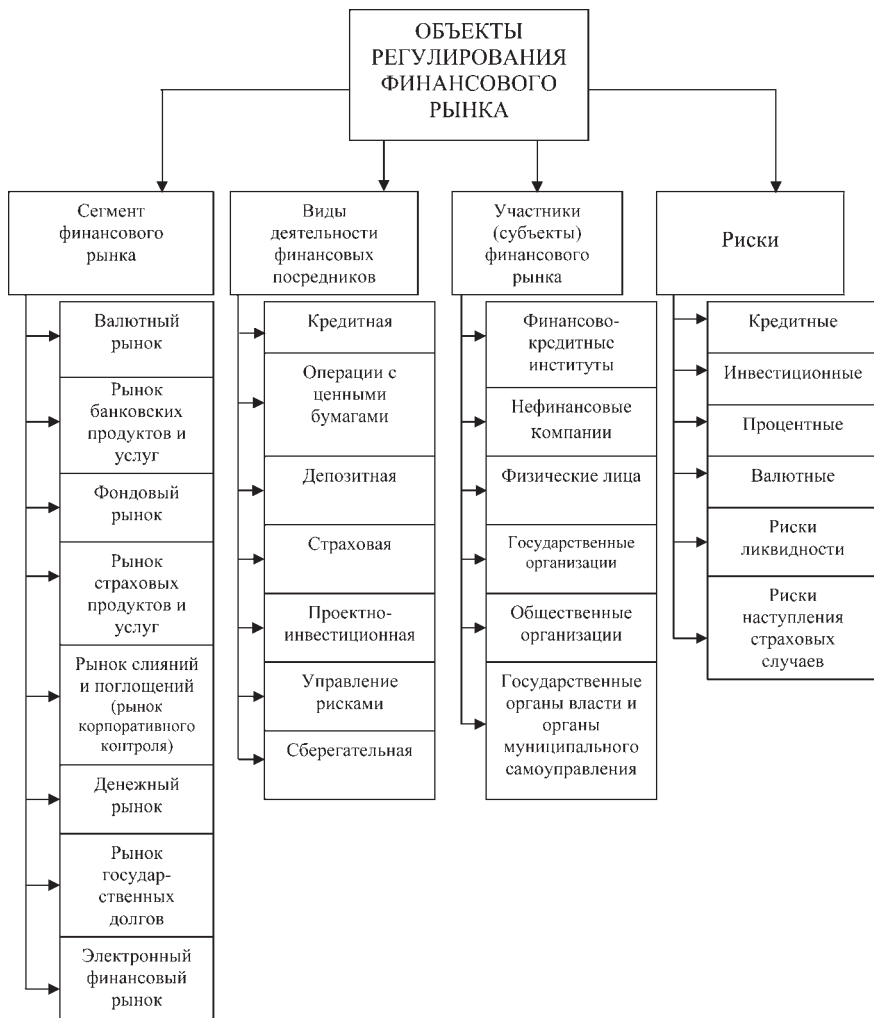 ОБЪЕКТЫ
РЕГУЛИРОВАНИЯ
ФИНАНСОВОГО
РЫНКА
Сегмент
финансового
рынка
Валютный
рынок
Рынок
банковских
продуктов и
услуг
Фондовый
рынок
Рынок
страховых
продуктов и
услуг
Рынок слияний
и поглощений
(рынок
корпоративного
контроля)
Денежный
рынок
Рынок
государ-
ственных
долгов
Электронный
финансовый
рынок
Виды
деятельности
финансовых
посредников
Кредитная
Операции с
ценными
бумагами
Депозитная
Страховая
Проектно-
инвестиционная
Управление
рисками
Сберегательная
Участники
(субъекты)
финансового
рынка
Финансово-
кредитные
институты
Нефинансовые
компании
Физические лица
Государственные
организации
Общественные
организации
Государственные
органы власти и
органы
муниципального
самоуправления
Риски
Кредитные
Инвестиционные
Процентные
Валютные
Риски
ликвидности
Риски
наступления
страховых
случаев